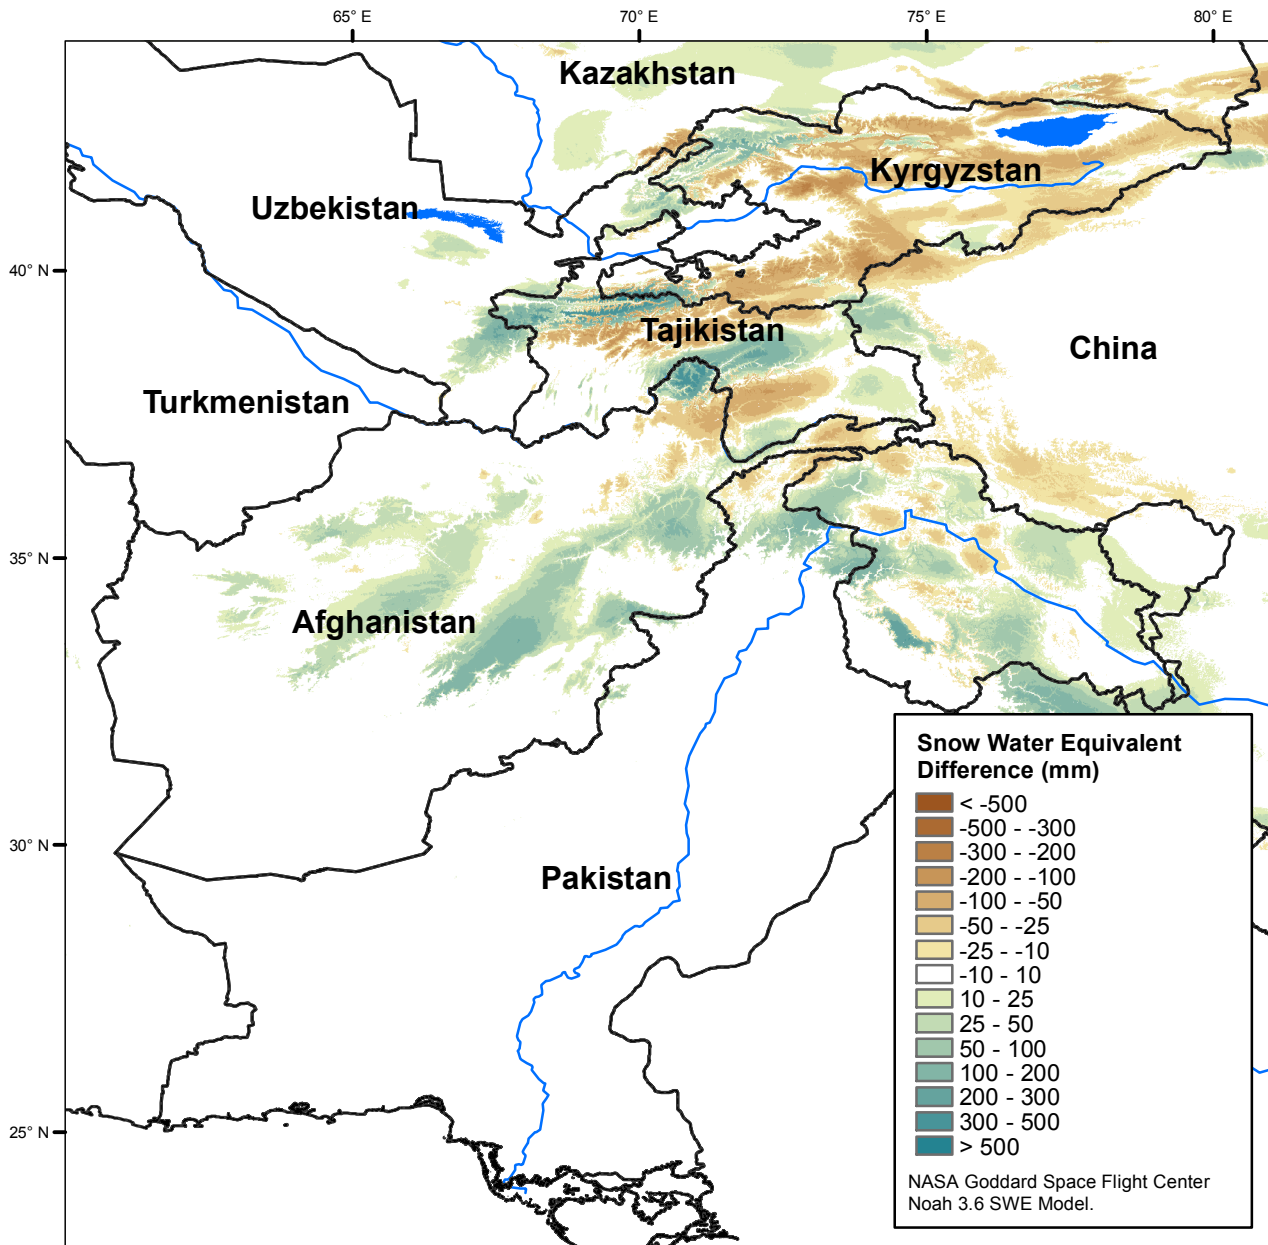 65° E
70° E
75° E
80° E
Kazakhstan
Kyrgyzstan
Uzbekistan
40° N
Tajikistan
China
Turkmenistan
35° N
Afghanistan
30° N
Pakistan
25° N
Snow Water Equivalent
Difference (mm)
< -500
-500 - -300
-300 - -200
-200 - -100
-100 - -50
-50 - -25
-25 - -10
-10 - 10
10 - 25
25 - 50
50 - 100
100 - 200
200 - 300
300 - 500
> 500
NASA Goddard Space Flight Center
Noah 3.6 SWE Model.